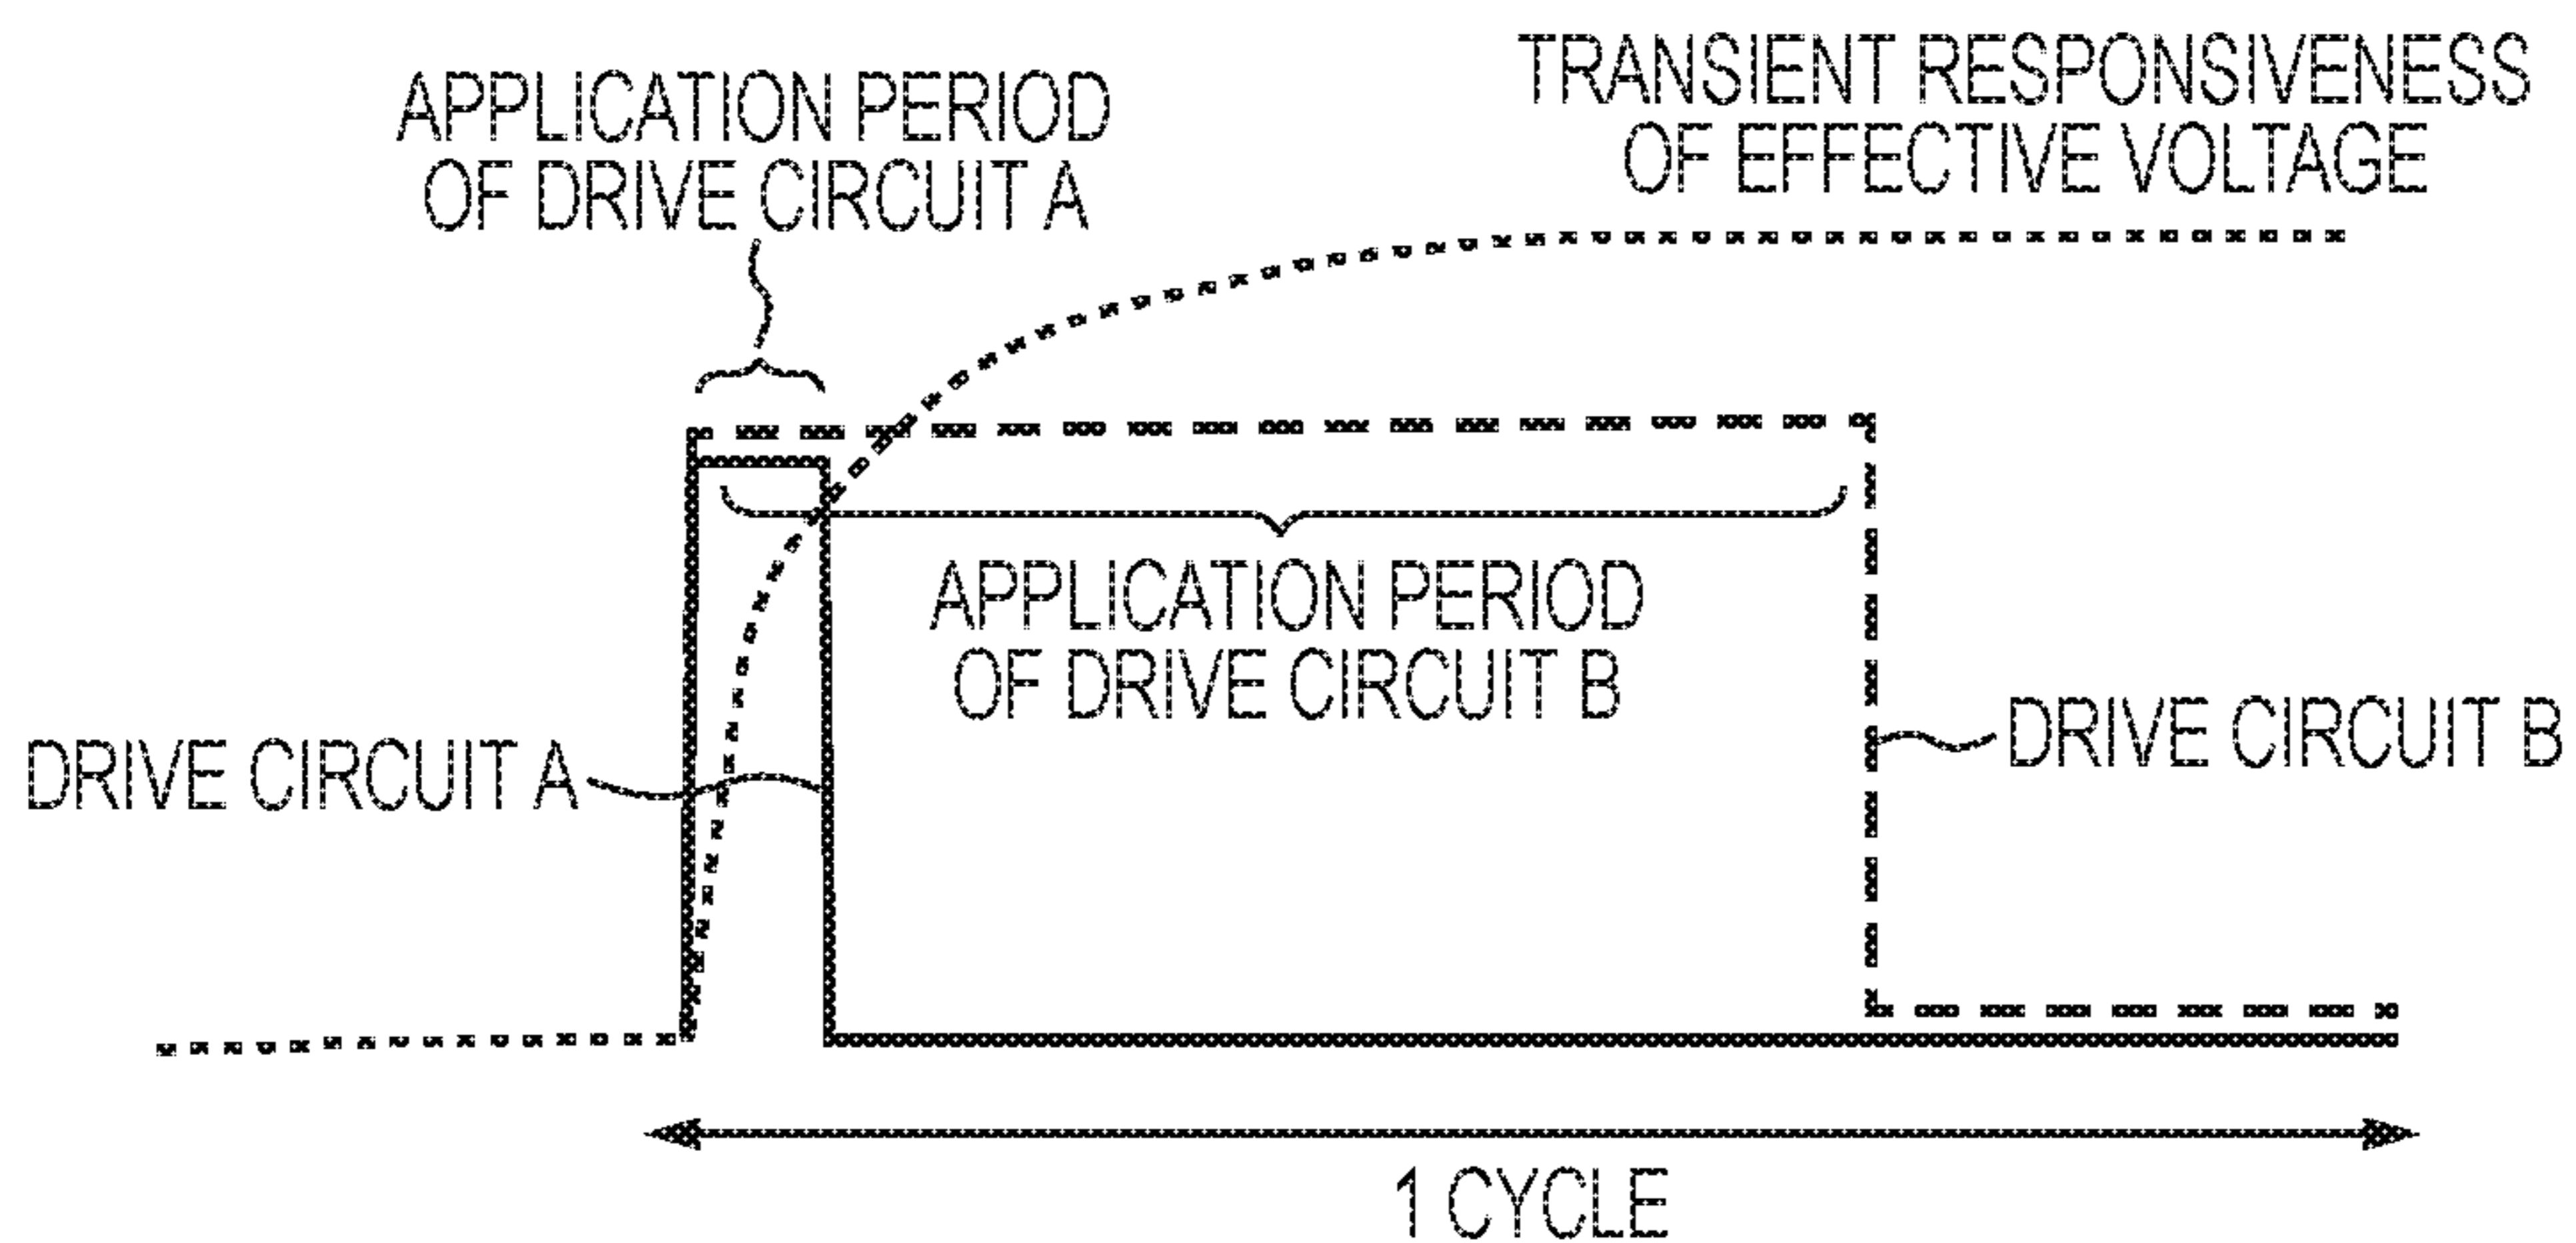 TRANSIENT RESPONSIVENESS
OF EFFECTIVE VOLTAGE
APPLICATION PERIOD
OF DRIVE CIRCUIT A
APPLICATION PERIOD
OF DRIVE CIRCUIT B
DRIVE CIRCUIT A
DRIVE CIRCUIT B
1 CYCLE